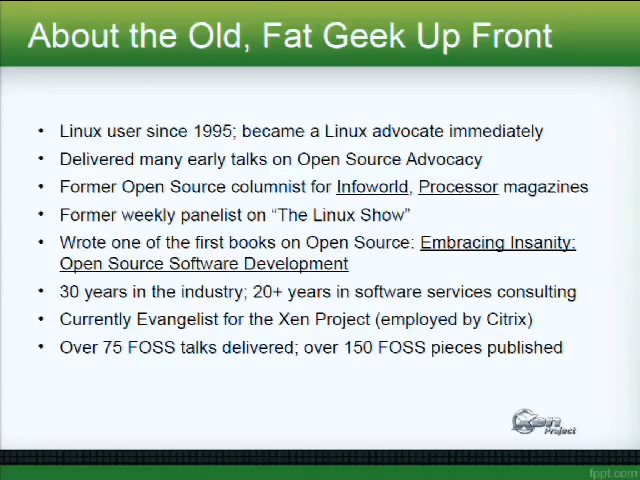 About the Old, Fat Geek Up Front
• Linux user since 1995; became a Linux advocate immediately
• Delivered many early talks on Open Source Advocacy
• Former Open Source columnist for Infoworld, Processor magazines
• Former weekly panelist on “The Linux Show”
• Wrote one of the first books on Open Source: Embracing Insanity:
Open Source Software Development
• 30 years in the industry; 20+ years in software services consulting
• Currently Evangelist for the Xen Project (employed by Citrix)
• Over 75 FOSS talks delivered; over 150 FOSS pieces published
Xen
Project
fppt.com